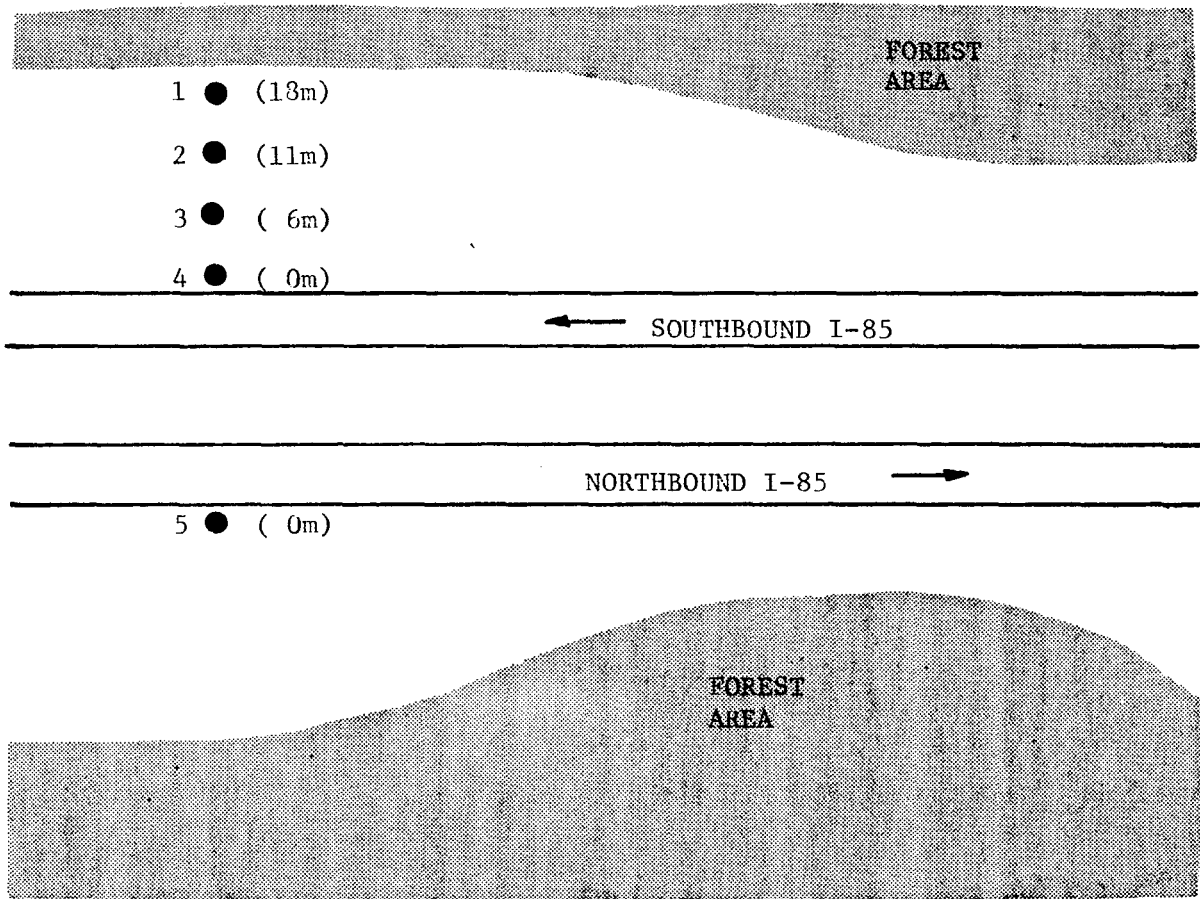 FOREST
AREA
1 (18m)
2 (11m)
3 ( 6m)
4 ( 0m)
SOUTHBOUND I-85
NORTHBOUND I-85
5 ( 0m)
FOREST
AREA